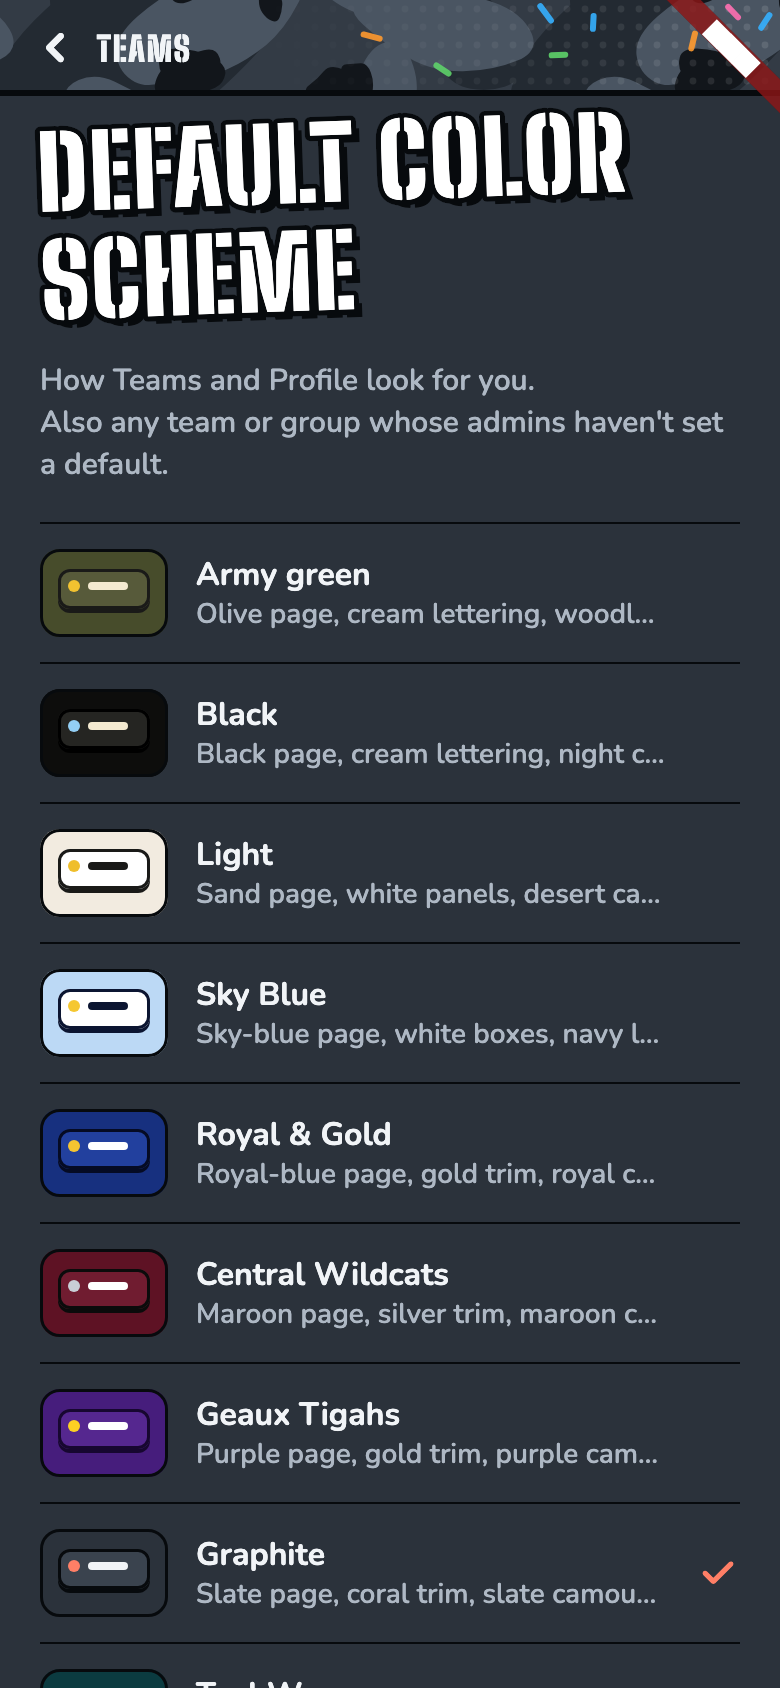 TEAMS
DEFAULT COLOR
SCHEME
How Teams and Profile look for you.
Also any team or group whose admins haven't set
a default.
Army green
Olive page, cream lettering, woodl...
Black
Black page, cream lettering, night c...
Light
Sand page, white panels, desert ca...
Sky Blue
Sky-blue page, white boxes, navy l...
Royal & Gold
Royal-blue page, gold trim, royal c...
Central Wildcats
Maroon page, silver trim, maroon c...
Geaux Tigahs
Purple page, gold trim, purple cam...
Graphite
Slate page, coral trim, slate camou...